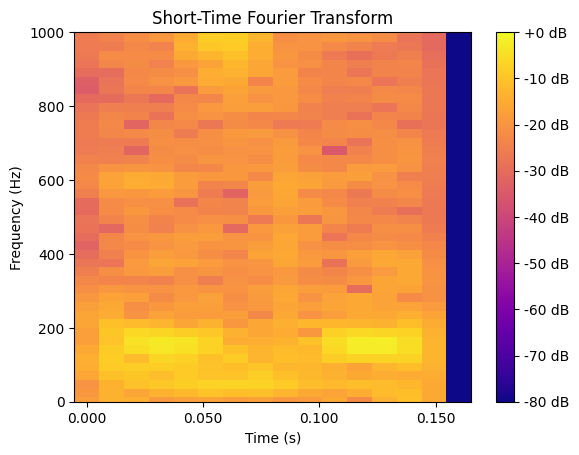 Short-Time Fourier Transform
1000
800
600
400
200
0
Frequency (Hz)
0.000
0.050
0.100
0.150
Time (s)
+0 dB
-10 dB
-20 dB
-30 dB
-40 dB
-50 dB
-60 dB
-70 dB
-80 dB